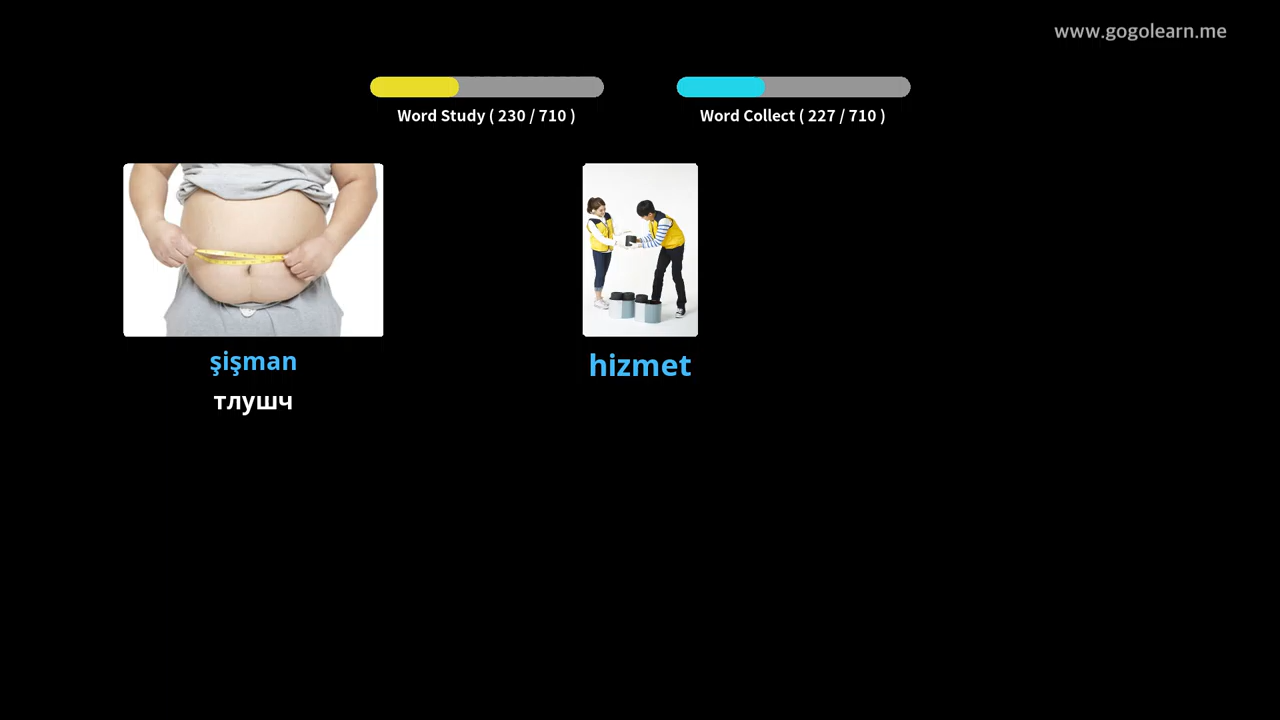 www.gogolearn.me
Word Study ( 230 / 710 )
Word Collect ( 227 / 710 )
şişman
тлушч
hizmet